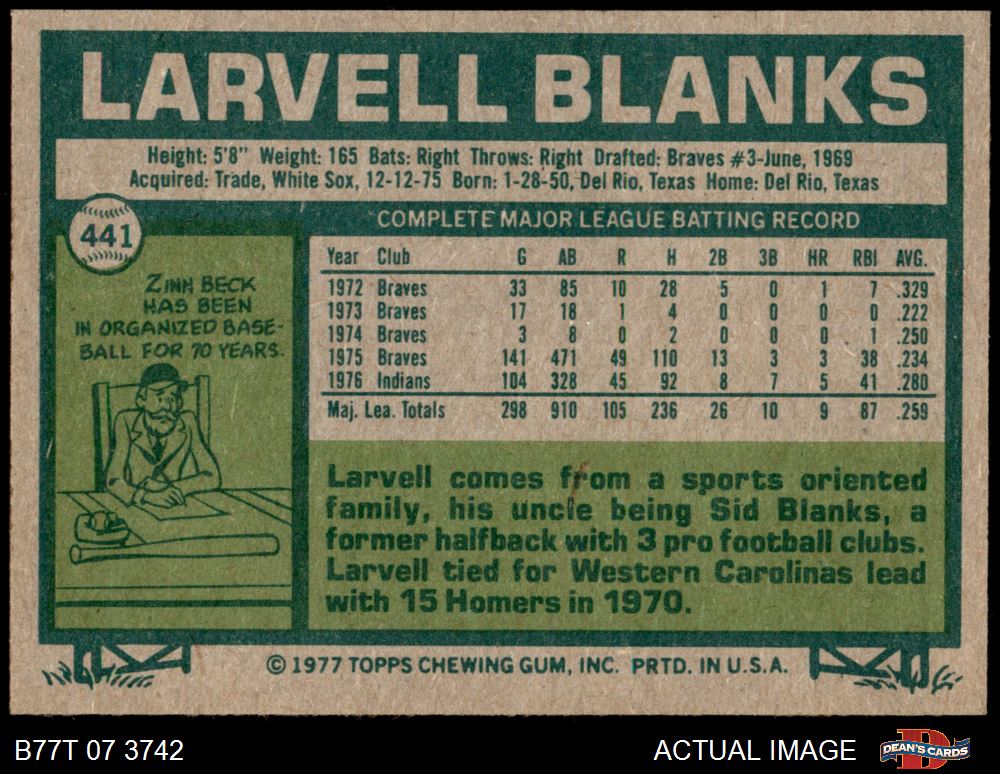 LARVELL BLANKS
Height: 5'8" Weight: 165 Bats: Right Throws: Right Drafted: Braves #3-June, 1969
Acquired: Trade, White Sox, 12-12-75 Born: 1-28-50, Del Rio, Texas Home: Del Rio, Texas
441
COMPLETE MAJOR LEAGUE BATTING RECORD
Year Club G AB R H 2B 3B HR RBI AVG.
1972 Braves 33 85 10 28 5 0 1 7 .329
1973 Braves 17 18 1 4 0 0 0 0 .222
1974 Braves 3 8 0 2 0 0 0 1 .250
1975 Braves 141 471 49 110 13 3 3 38 .234
1976 Indians 104 328 45 92 8 7 5 41 .280
Maj. Lea. Totals 298 910 105 236 26 10 9 87 .259
ZINN BECK
HAS BEEN
IN ORGANIZED BASE-
BALL FOR 70 YEARS.
Larvell comes from a sports oriented
family, his uncle being Sid Blanks, a
former halfback with 3 pro football clubs.
Larvell tied for Western Carolinas lead
with 15 Homers in 1970.
© 1977 TOPPS CHEWING GUM, INC. PRTD. IN U.S.A.
B77T 07 3742
ACTUAL IMAGE
DEAN'S CARDS